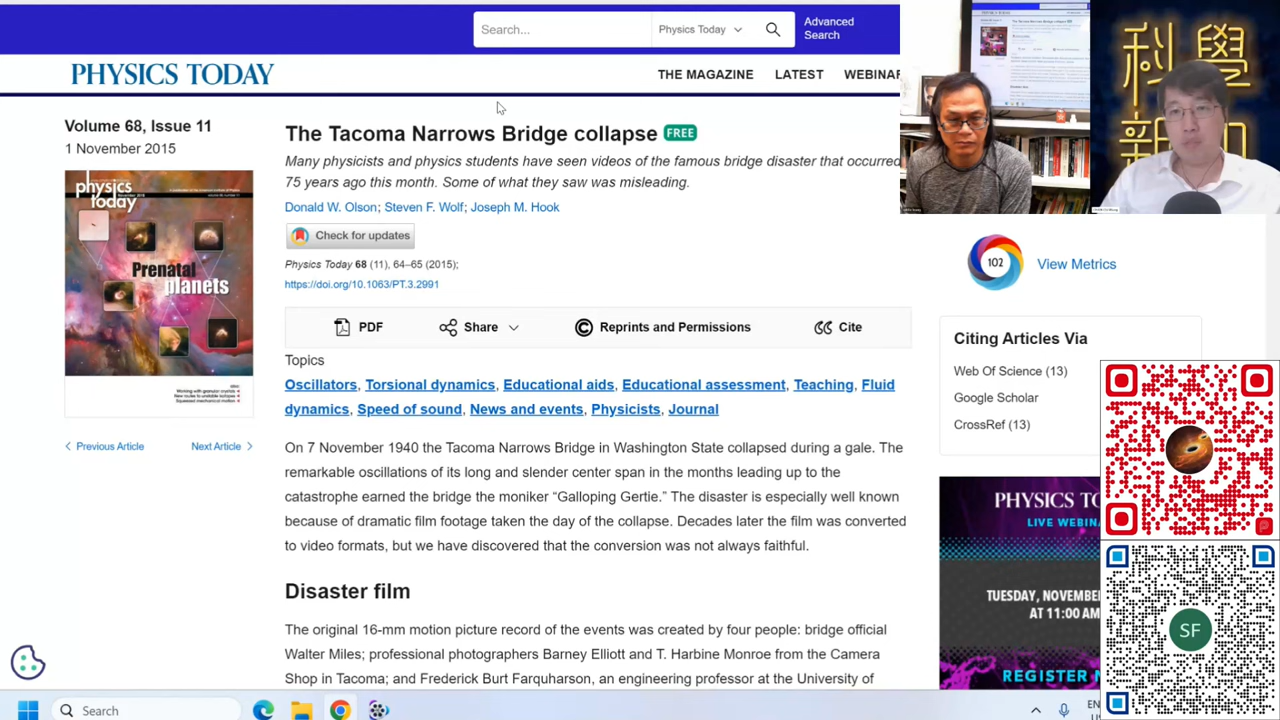 Search...
Physics Today
Advanced
Search
PHYSICS TODAY
THE MAGAZINE
LATEST
WEBINAR
Volume 68, Issue 11
1 November 2015
physics
today
Prenatal
planets
Previous Article
Next Article
The Tacoma Narrows Bridge collapse FREE
Many physicists and physics students have seen videos of the famous bridge disaster that occurred
75 years ago this month. Some of what they saw was misleading.
Donald W. Olson; Steven F. Wolf; Joseph M. Hook
Check for updates
Physics Today 68 (11), 64–65 (2015);
https://doi.org/10.1063/PT.3.2991
PDF
Share
Reprints and Permissions
Cite
Topics
Oscillators, Torsional dynamics, Educational aids, Educational assessment, Teaching, Fluid
dynamics, Speed of sound, News and events, Physicists, Journal
On 7 November 1940, the Tacoma Narrows Bridge in Washington State collapsed during a gale. The
remarkable oscillations of its long and slender center span in the months leading up to the
catastrophe earned the bridge the moniker “Galloping Gertie.” The disaster is especially well known
because of dramatic film footage taken the day of the collapse. Decades later the film was converted
to video formats, but we have discovered that the conversion was not always faithful.
Disaster film
The original 16-mm film picture record of the events was created by four people: bridge official
Walter Miles; professional photographers Barney Elliott and T. Harbine Monroe from the Camera
Shop in Tacoma; and Frederick Burt Farquharson, an engineering professor at the University of
科學
新知
102
View Metrics
Citing Articles Via
Web Of Science (13)
Google Scholar
CrossRef (13)
PHYSICS TO
LIVE WEBINA
TUESDAY, NOVEMBER
AT 11:00 AM
REGISTER N
SF
Search
EN